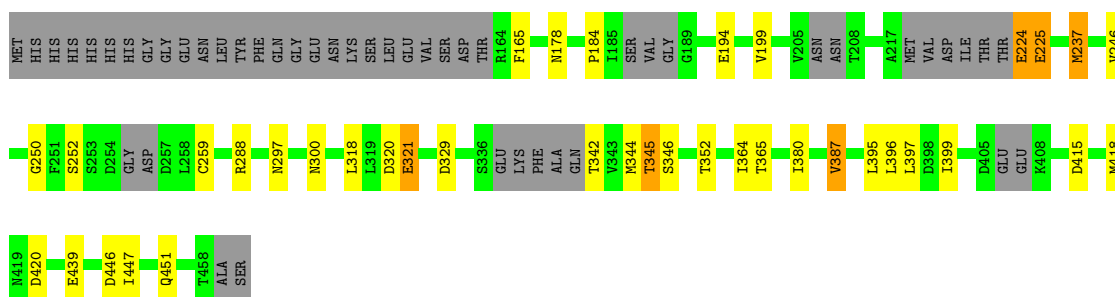 MET HIS HIS HIS HIS HIS HIS GLY GLY GLU ASN LEU TYR PHE GLN GLY GLU ASN LYS SER LEU GLU VAL SER ASP THR R164 F165 N178 P184 I185 SER VAL GLY G189 E194 V199 V205 ASN ASN T208 A217 MET VAL ASP ILE THR THR E224 E225 M237 V246
G250 F251 S252 S253 D254 GLY ASP D257 L258 C259 R288 N297 N300 L318 L319 D320 E321 D329 S336 GLU LYS PHE ALA GLN T342 V343 M344 T345 S346 T352 I364 T365 I380 V387 L395 L396 L397 D398 I399 D405 GLU GLU K408 D415 M418
N419 D420 E439 D446 I447 Q451 T458 ALA SER